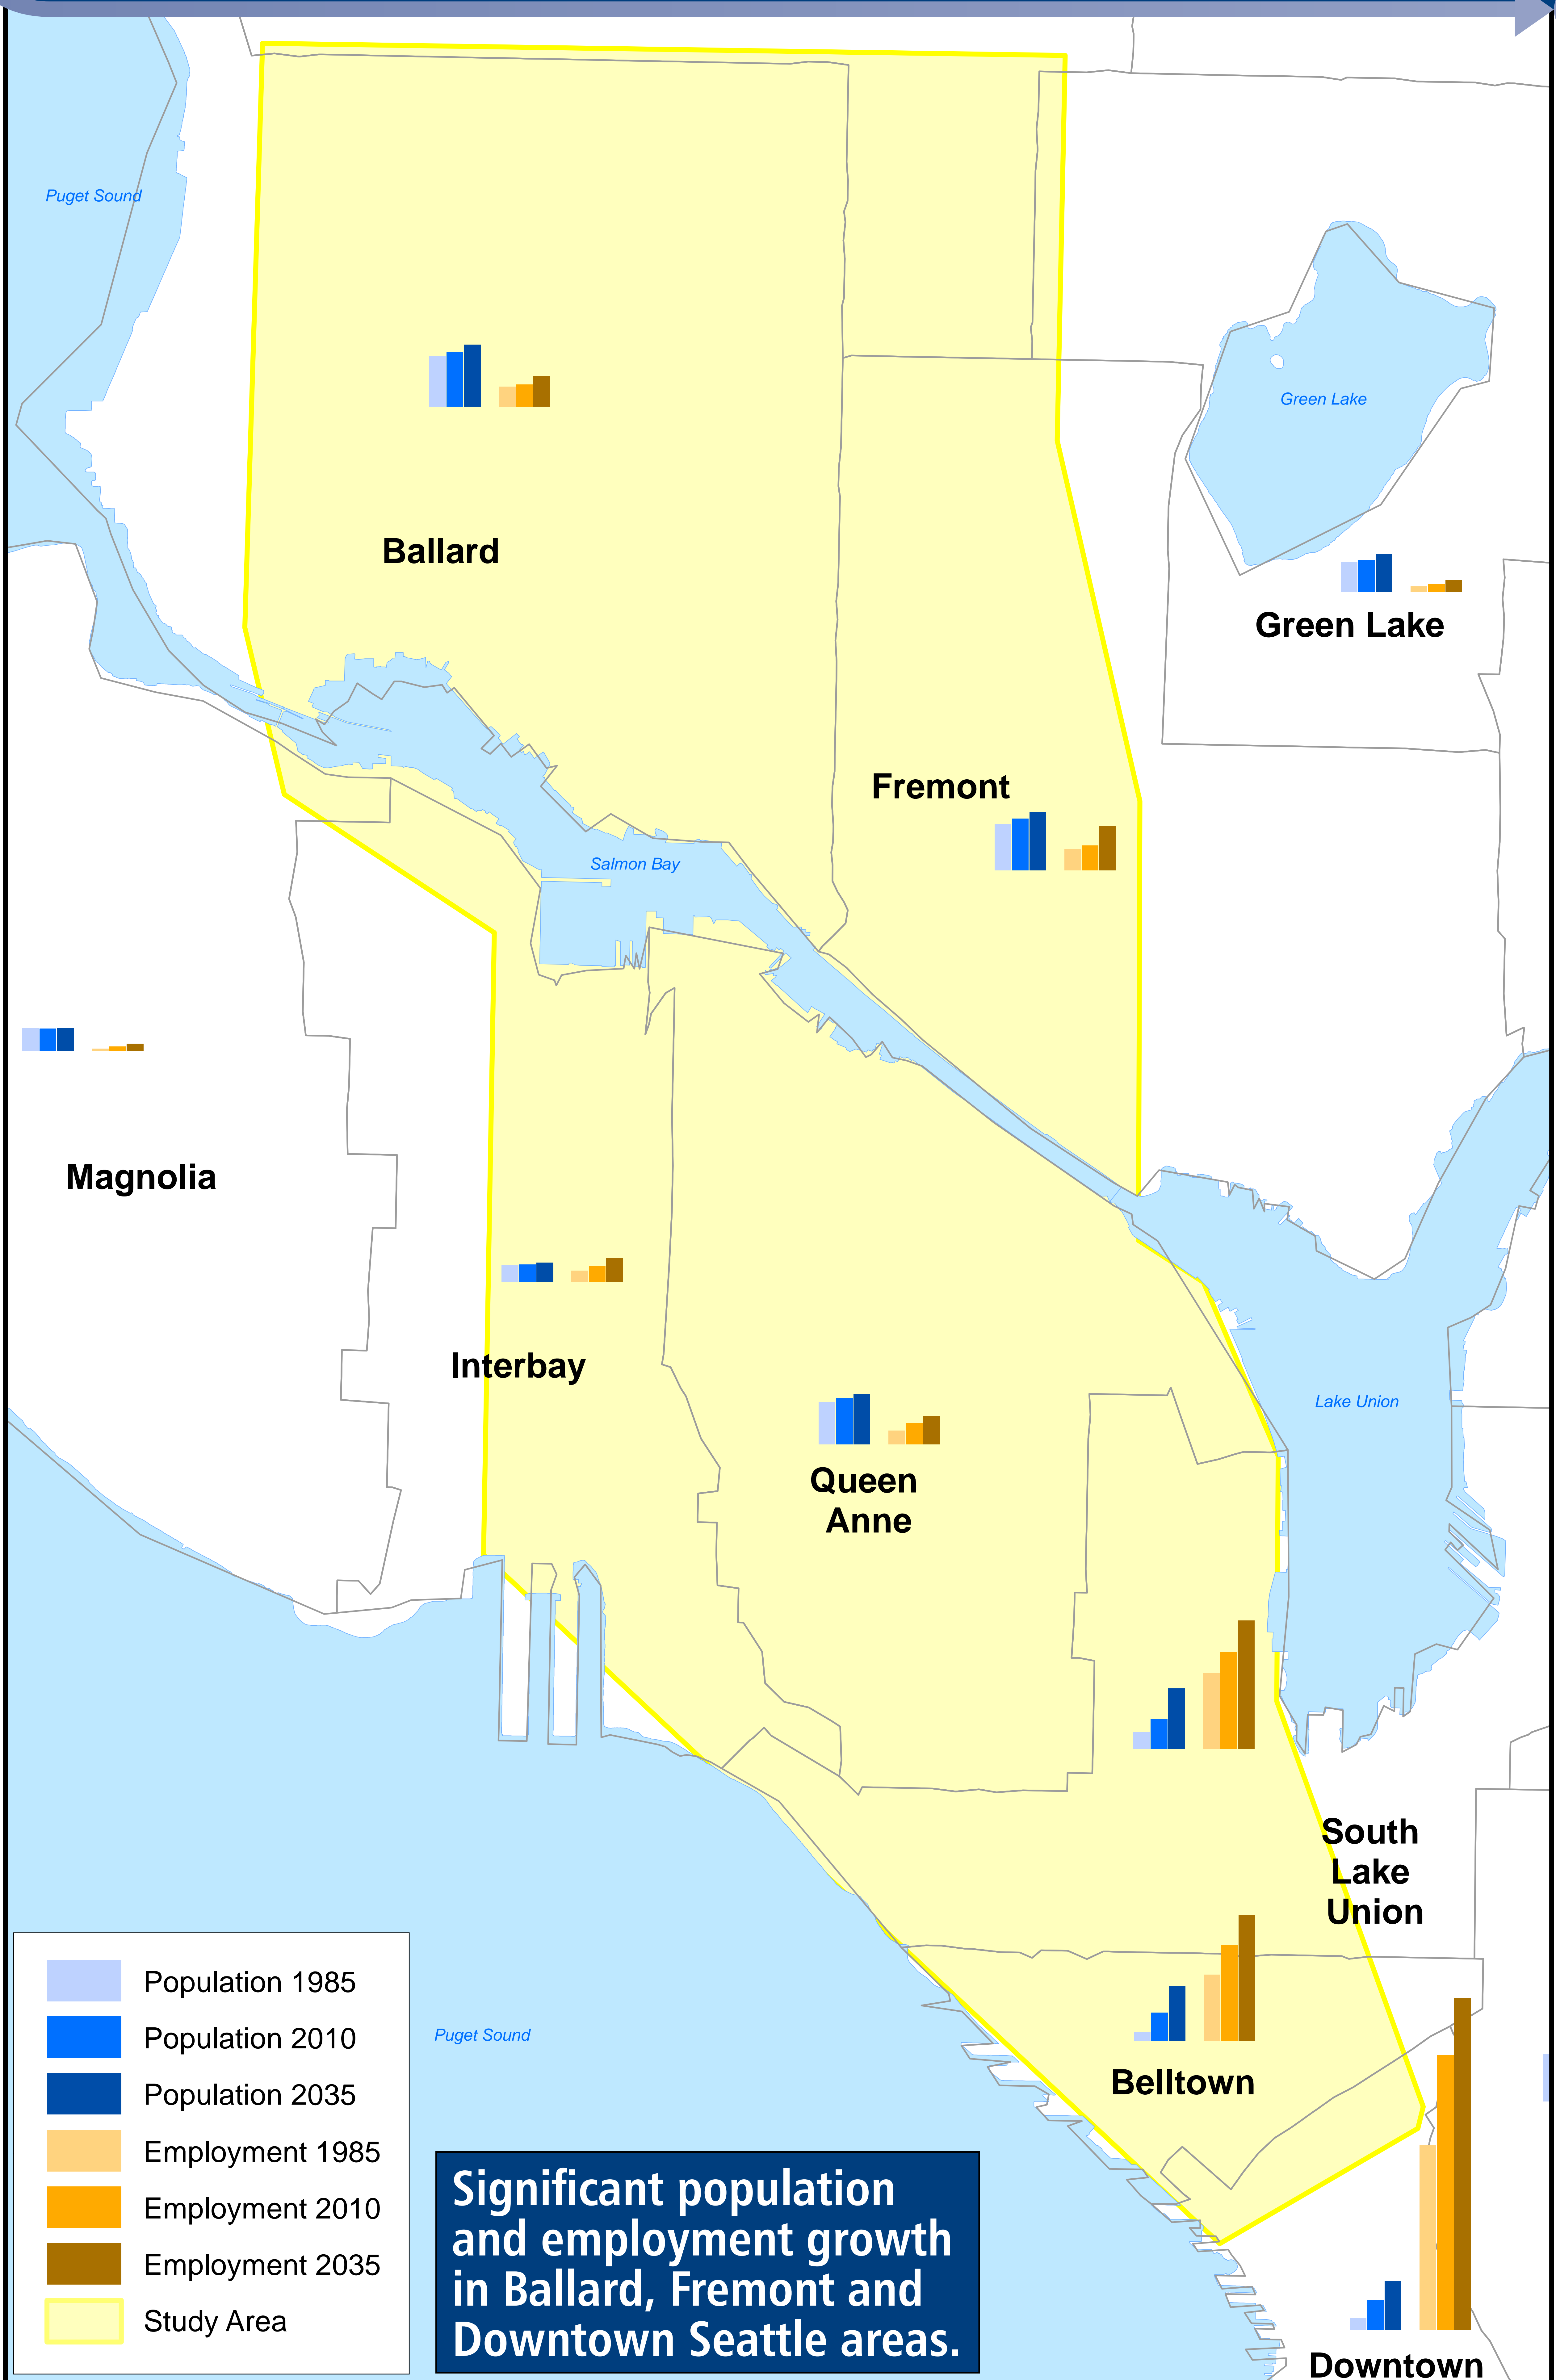 Puget Sound
Green Lake
Ballard
Green Lake
Fremont
Salmon Bay
Magnolia
Interbay
Lake Union
Queen
Anne
South
Lake
Union
Population 1985
Population 2010
Population 2035
Employment 1985
Employment 2010
Employment 2035
Study Area
Puget Sound
Belltown
Significant population
and employment growth
in Ballard, Fremont and
Downtown Seattle areas.
Downtown